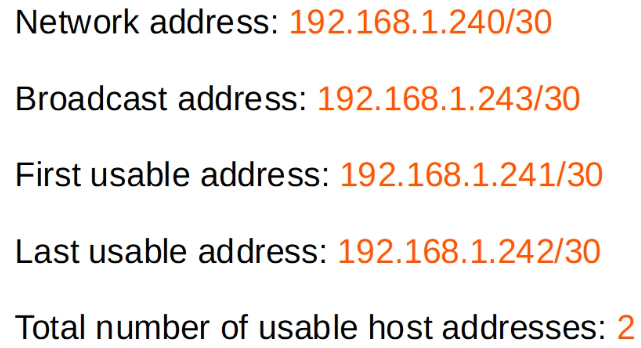 Network address: 192.168.1.240/30
Broadcast address: 192.168.1.243/30
First usable address: 192.168.1.241/30
Last usable address: 192.168.1.242/30
Total number of usable host addresses: 2